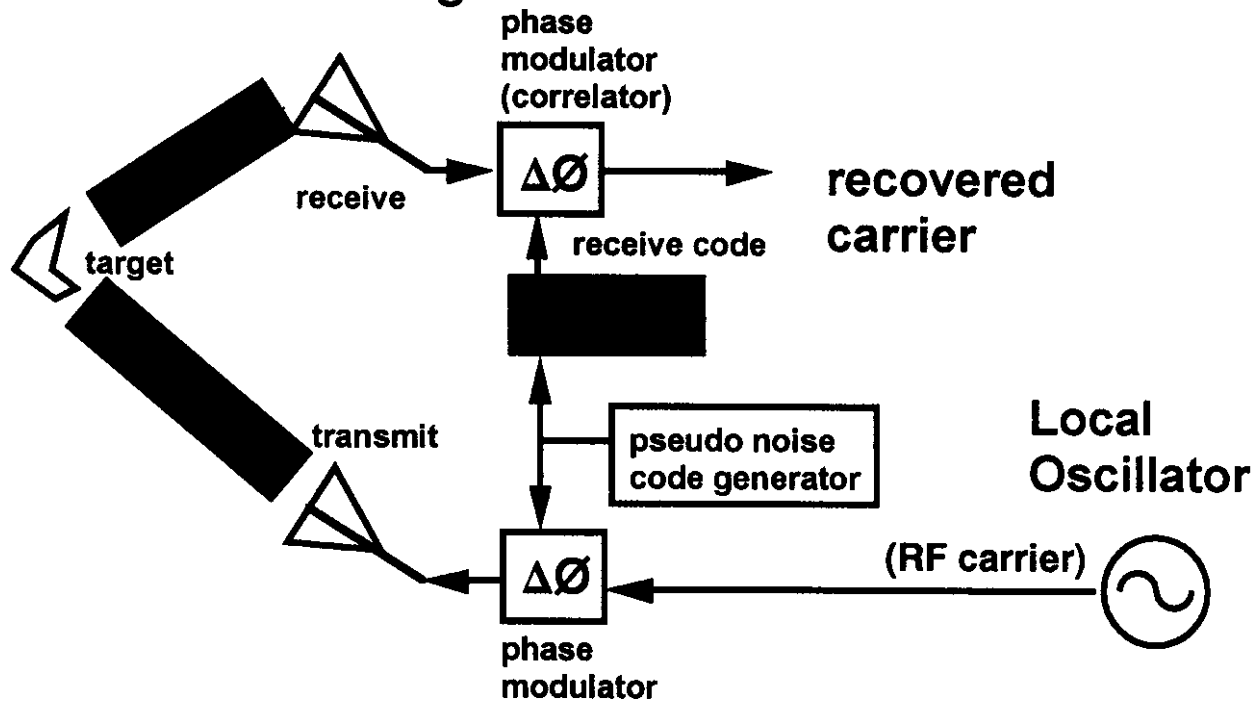 phase
modulator
(correlator)
ΔØ
receive
recovered
carrier
receive code
target
transmit
pseudo noise
code generator
Local
Oscillator
(RF carrier)
ΔØ
phase
modulator